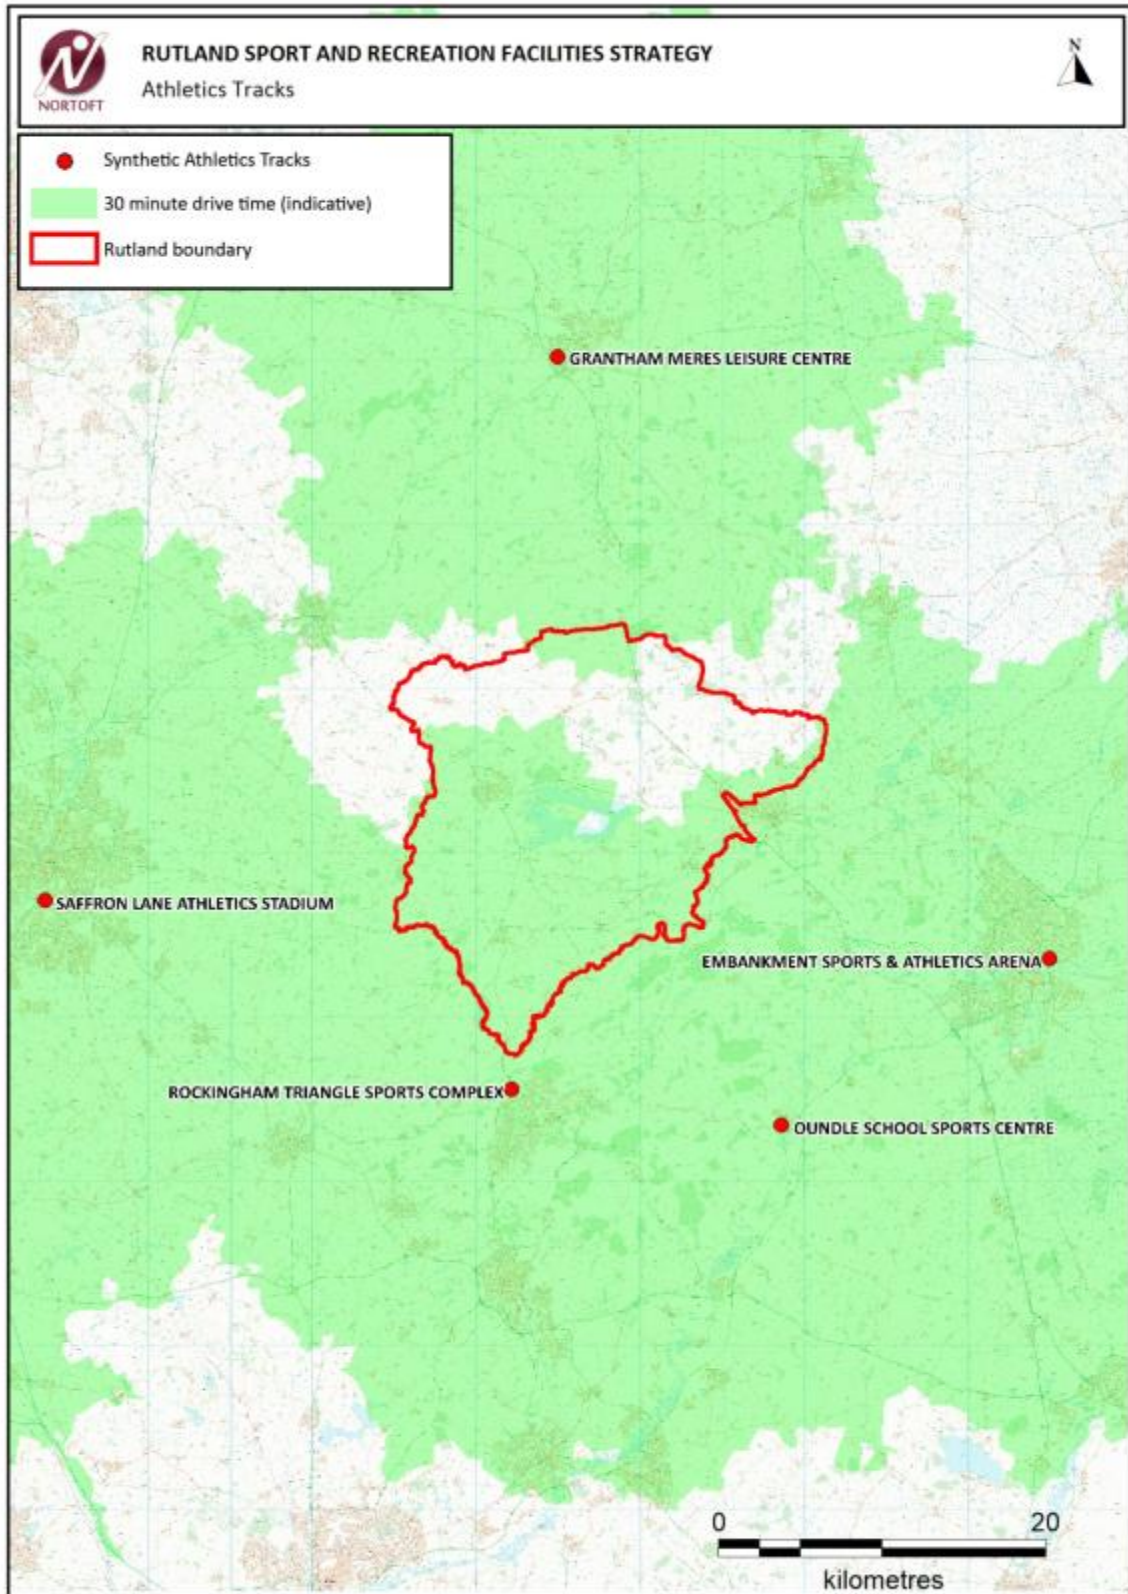 RUTLAND SPORT AND RECREATION FACILITIES STRATEGY
Athletics Tracks
NORTOFT
N
Synthetic Athletics Tracks
30 minute drive time (indicative)
Rutland boundary
GRANTHAM MERES LEISURE CENTRE
SAFFRON LANE ATHLETICS STADIUM
EMBANKMENT SPORTS & ATHLETICS ARENA
ROCKINGHAM TRIANGLE SPORTS COMPLEX
OUNDLE SCHOOL SPORTS CENTRE
0 20
kilometres